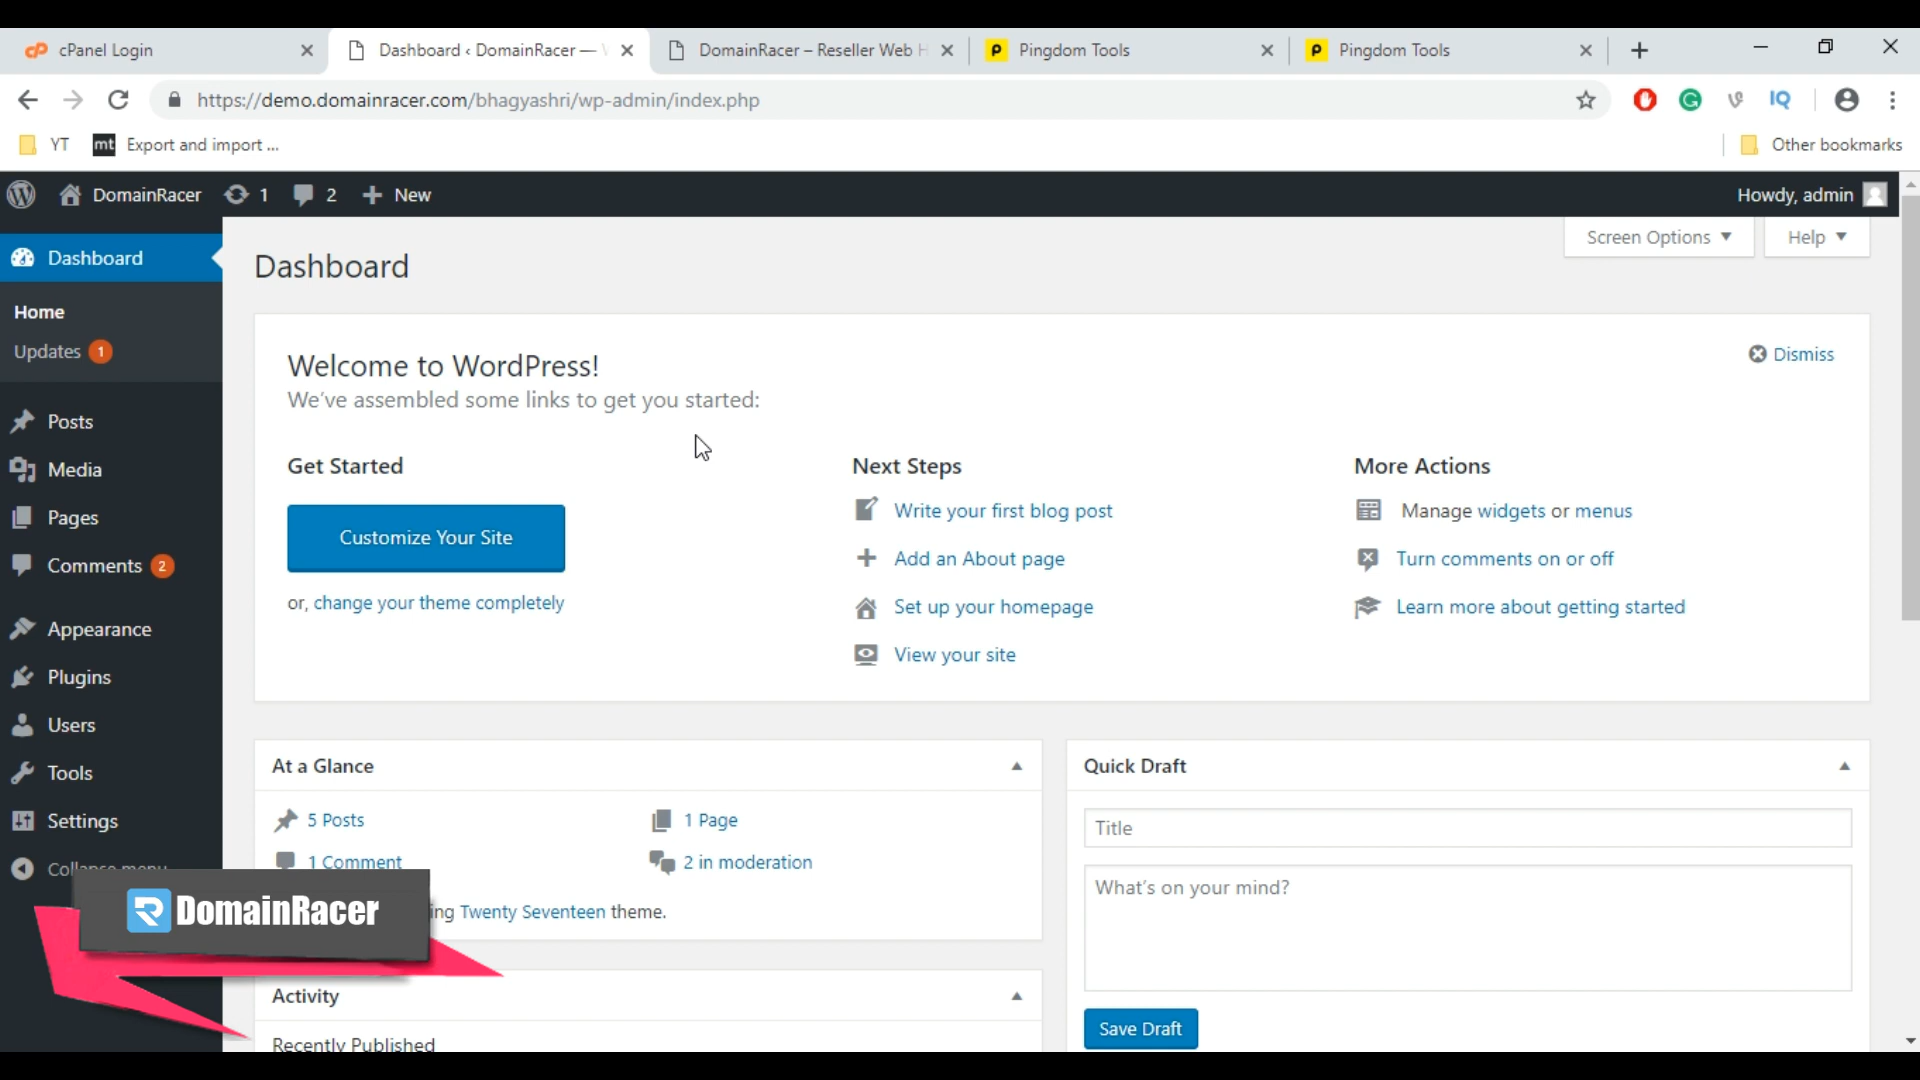 cPanel Login
Dashboard ‹ DomainRacer —
DomainRacer – Reseller Web H
Pingdom Tools
Pingdom Tools
https://demo.domainracer.com/bhagyashri/wp-admin/index.php
IQ
YT
mt Export and import ...
Other bookmarks
DomainRacer 1 2 + New
Howdy, admin
Screen Options
Help
Dashboard
Home
Updates 1
Posts
Media
Pages
Comments 2
Appearance
Plugins
Users
Tools
Settings
Collapse menu
Dashboard
Welcome to WordPress!
We've assembled some links to get you started:
Dismiss
Get Started
Customize Your Site
or, change your theme completely
Next Steps
Write your first blog post
Add an About page
Set up your homepage
View your site
More Actions
Manage widgets or menus
Turn comments on or off
Learn more about getting started
At a Glance
5 Posts
1 Page
1 Comment
2 in moderation
ing Twenty Seventeen theme.
Activity
Recently Published
Quick Draft
Title
What's on your mind?
Save Draft
DomainRacer